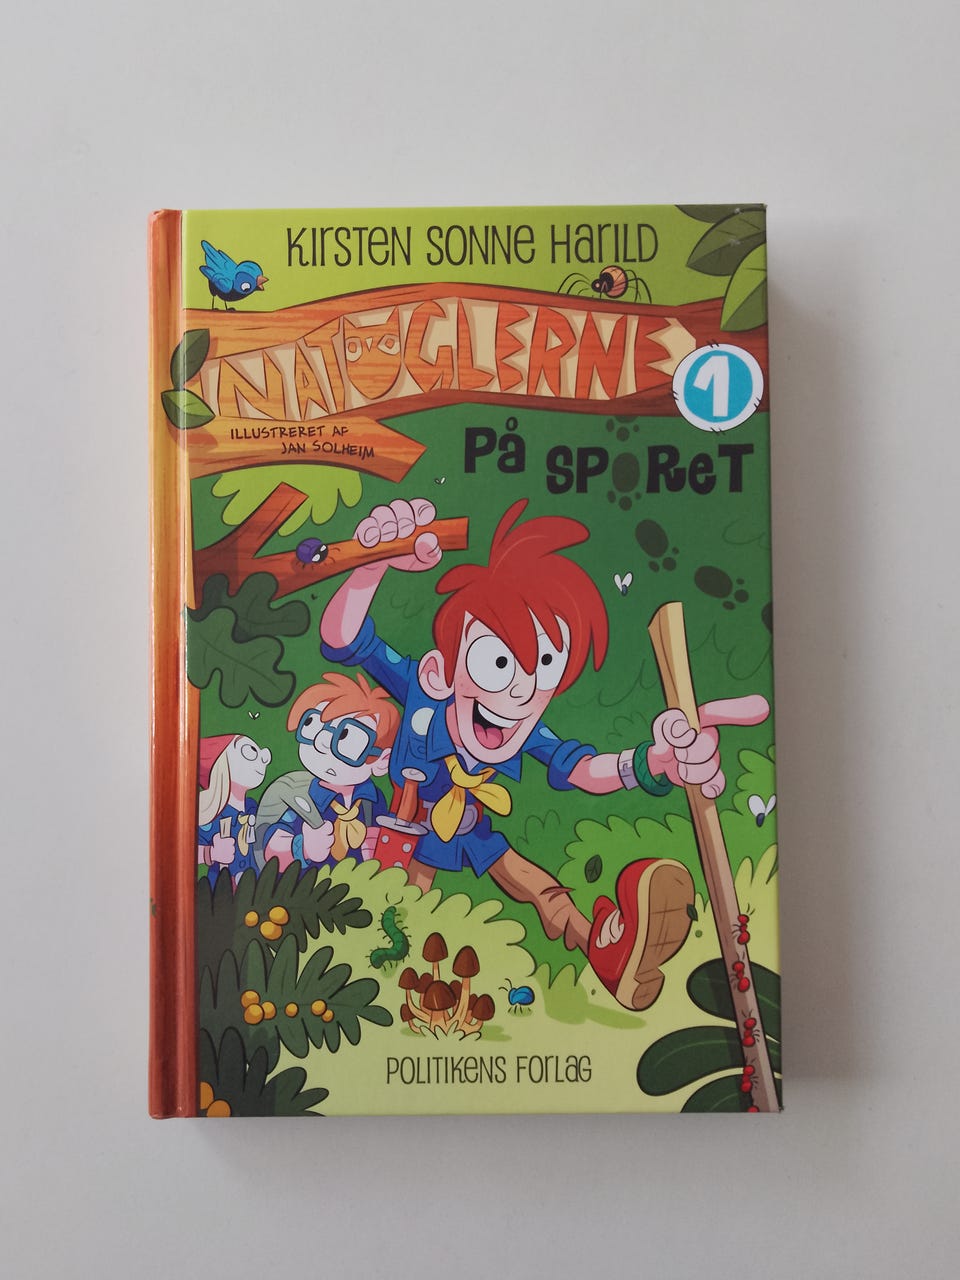 KIRSTEN SONNE HARILD
NATUGLERNE
1
ILLUSTRERET AF
JAN SOLHEIM
På SPORET
POLITIKENS FORLAG